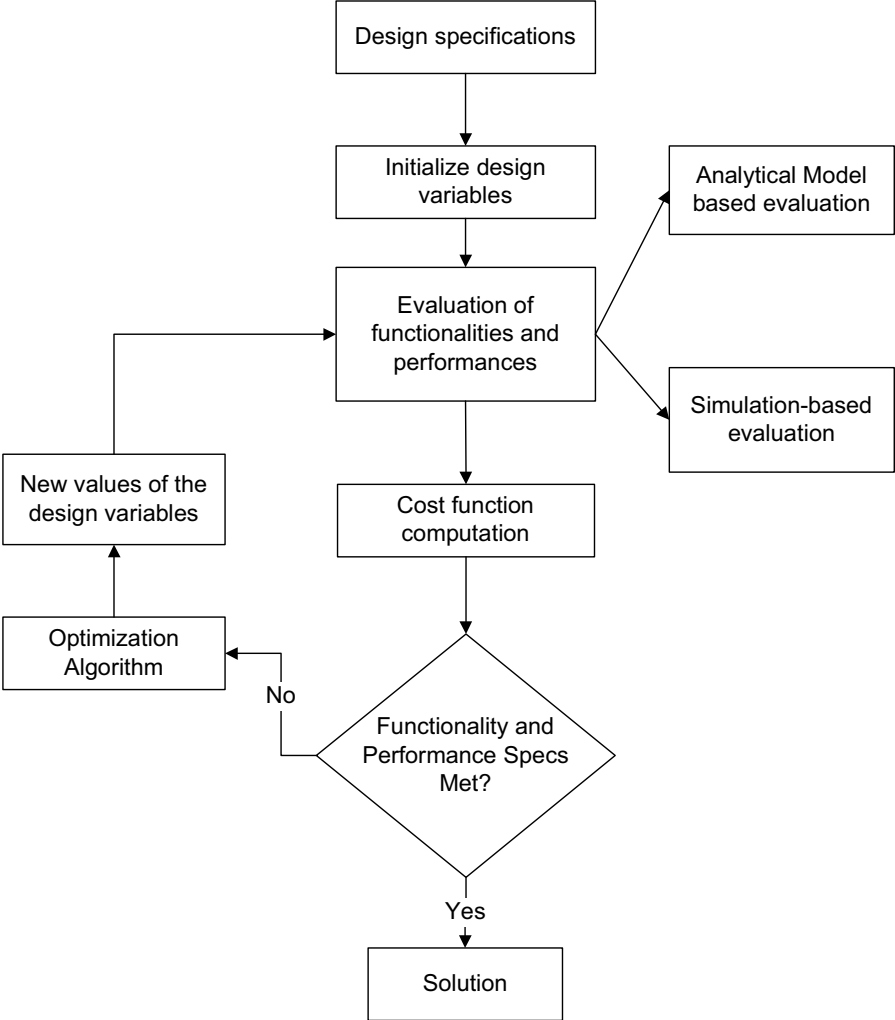 Design specifications
Initialize design
variables
Analytical Model
based evaluation
Evaluation of
functionalities and
performances
Simulation-based
evaluation
New values of the
design variables
Cost function
computation
Optimization
Algorithm
No
Functionality and
Performance Specs
Met?
Yes
Solution